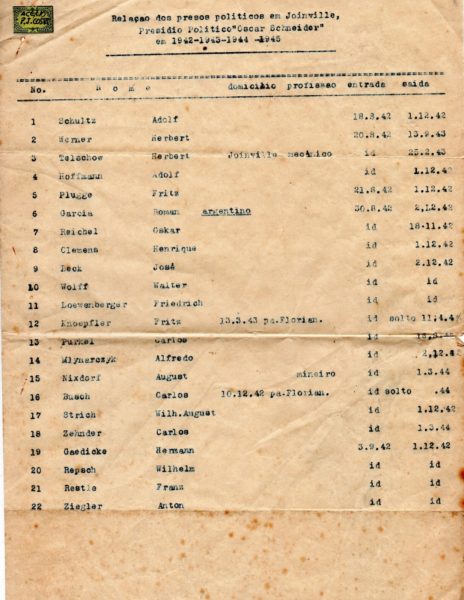 Relaçao dos presos politicos em Joinville,
Presidio Politico"Oscar Schneider"
em 1942-1943-1944 -1945
No. N o m e domicilio profissao entrada saida
1 Schultz Adolf 18.8.42 1.12.42
2 Werner Herbert 20.8.42 13.9.43
3 Telschow Herbert Joinville mecánico id 25.2.43
4 Hoffmann Adolf id 1.12.42
5 Plugge Fritz 21.8.42 1.12.42
6 Garcia Roman argentino 30.8.42 2.12.42
7 Reichel Oskar id 18.11.42
8 Clemens Henrique id 1.12.42
9 Deck José id 2.12.42
10 Wolff Walter id id
11 Loewenberger Friedrich id id
12 Knoepfler Fritz 13.3.43 pa.Florian. id solto 11.4.4
13 Furkel Carlos id
14 Mlynarczyk Alfredo id 2.12.42
15 Nixdorf August mineiro id 1.3.44
16 Busch Carlos 10.12.42 pa.Florian. id solto .44
17 Strich Wilh.August id 1.12.42
18 Zehnder Carlos id 1.3.44
19 Gaedicke Hermann 3.9.42 1.12.42
20 Repsch Wilhelm id id
21 Restle Franz id id
22 Ziegler Anton id id